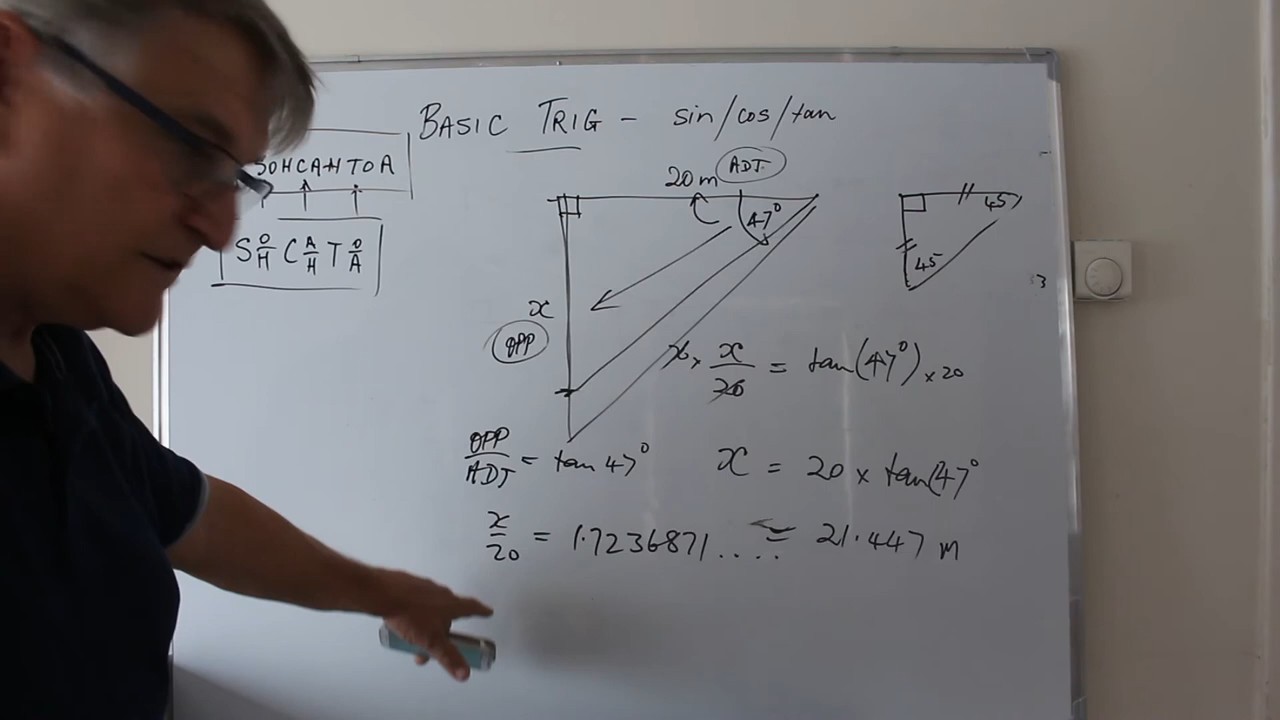 BASIC TRIG - sin/cos/tan
SOHCAHTOA
S O/H C A/H T O/A
20m ADJ.
47°
x
OPP
45
45
x/20 = tan(47°) × 20
OPP/ADJ = tan 47°
x = 20 × tan(47°
x/20 = 1.7236871.... = 21.447 m